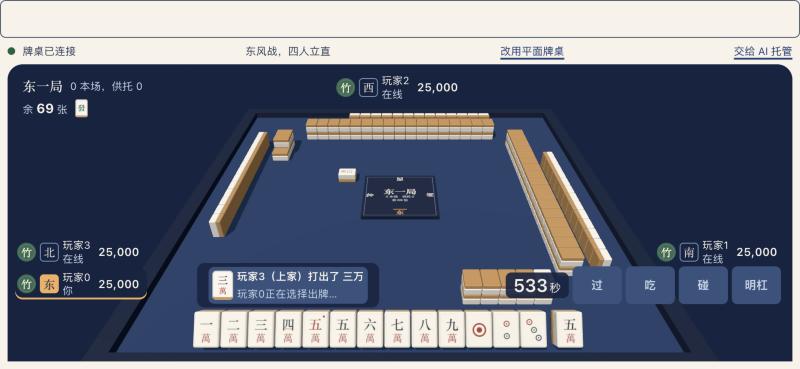 牌桌已连接
东风战，四人立直
改用平面牌桌
交给 AI 托管
东一局 0 本场，供托 0
余 69 张 發
竹 西 玩家2 在线 25,000
东一局
东
竹 北 玩家3 在线 25,000
竹 东 玩家0 你 25,000
竹 南 玩家1 在线 25,000
三萬 玩家3（上家）打出了 三万
玩家0正在选择出牌...
533秒
过
吃
碰
明杠
一萬 二萬 三萬 四萬 五萬 五萬 六萬 七萬 八萬 九萬 五萬